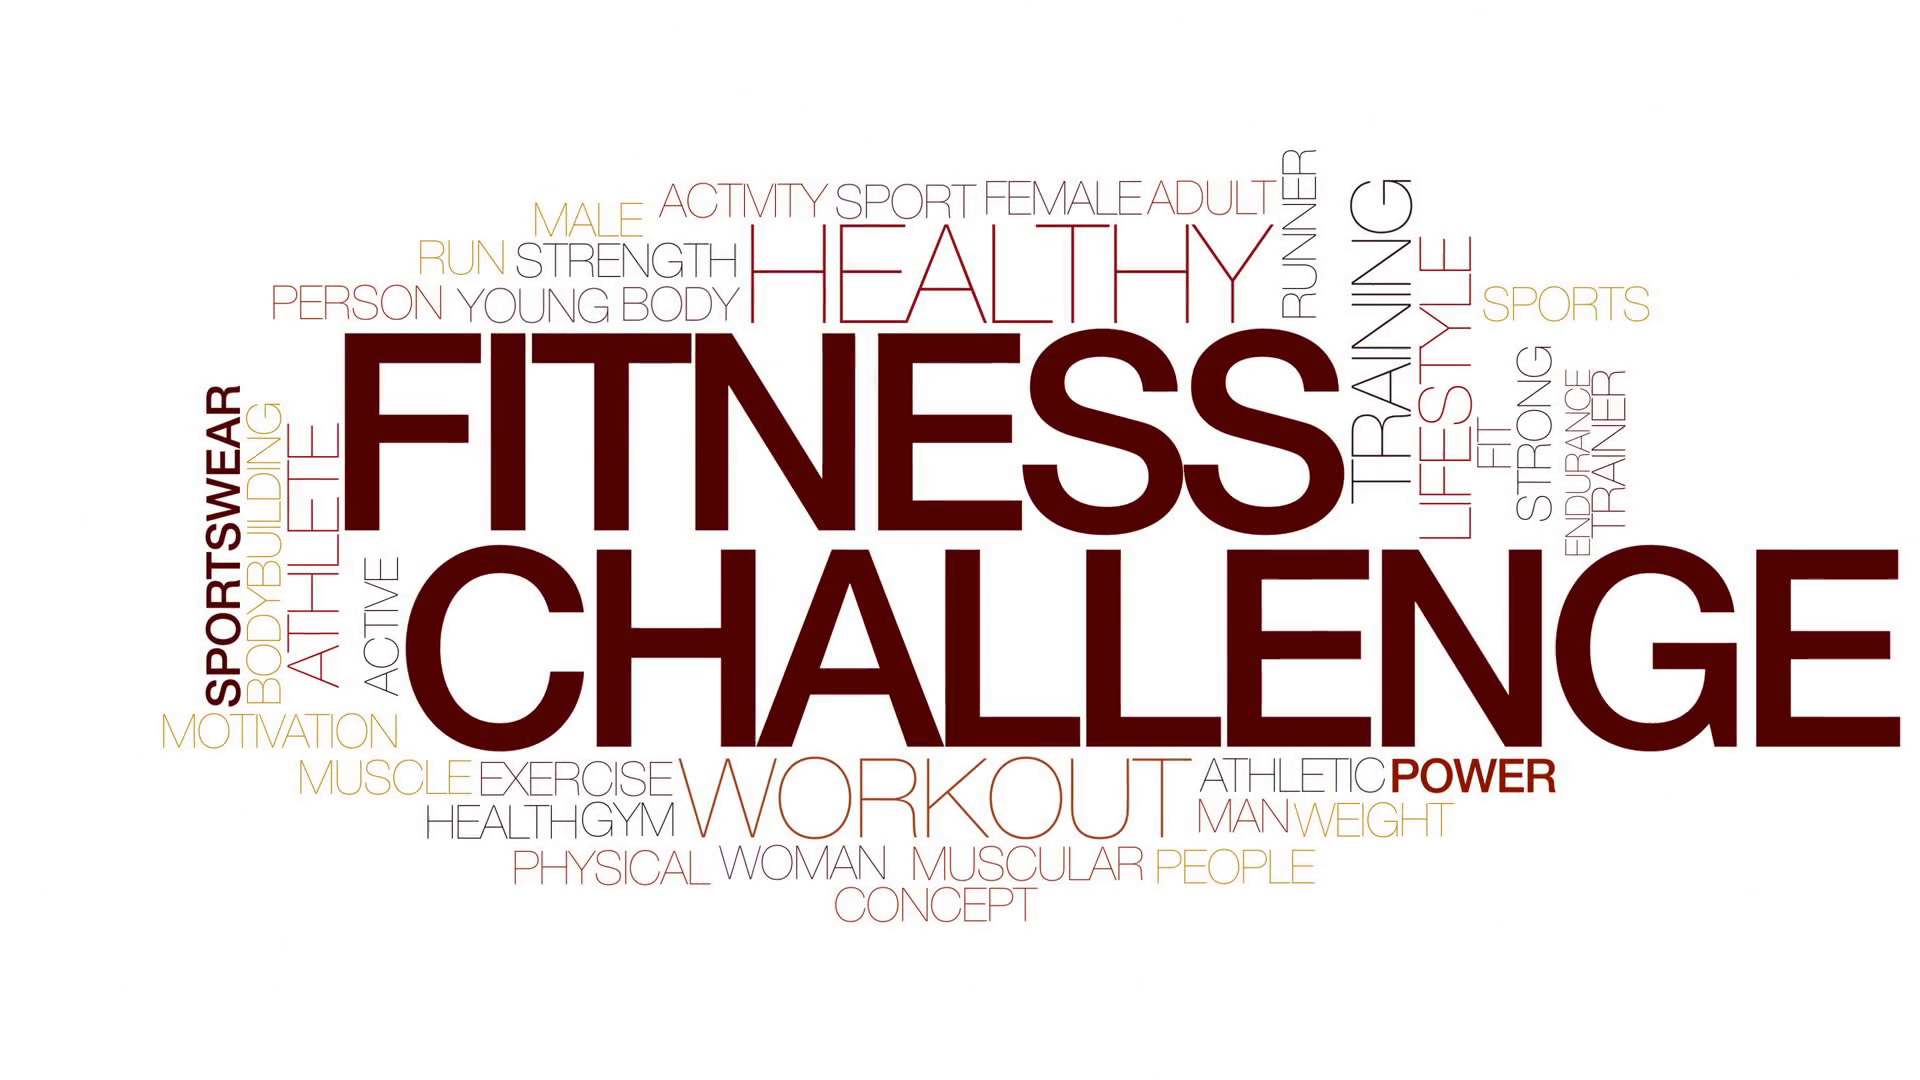 ACTIVITY SPORT FEMALE ADULT
MALE
RUN STRENGTH HEALTHY
PERSON YOUNG BODY
RUNNER
TRAINING
LIFESTYLE
SPORTS
FITNESS
FIT
STRONG
ENDURANCE
TRAINER
SPORTSWEAR
BODYBUILDING
ATHLETE
ACTIVE
CHALLENGE
MOTIVATION
MUSCLE EXERCISE WORKOUT ATHLETIC POWER
HEALTH GYM MAN WEIGHT
PHYSICAL WOMAN MUSCULAR PEOPLE
CONCEPT